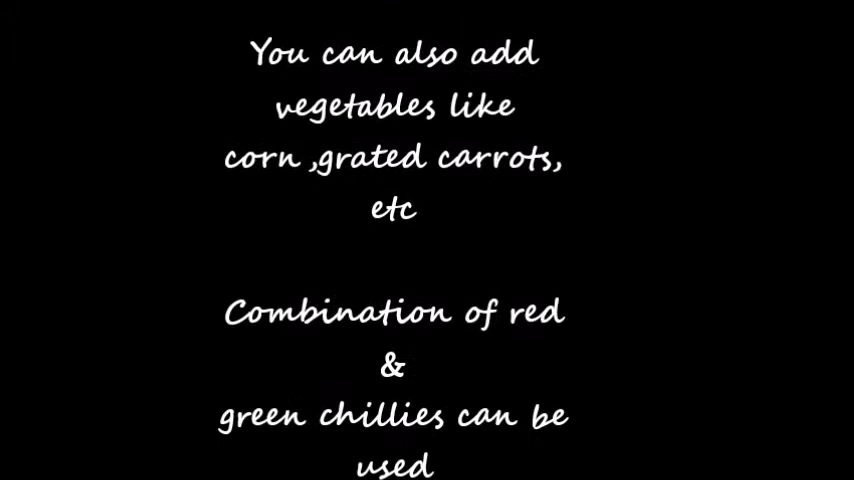 You can also add
vegetables like
corn ,grated carrots,
etc
Combination of red
&
green chillies can be
used